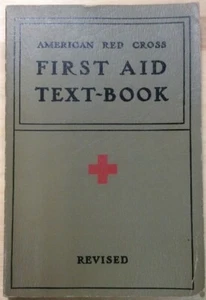 AMERICAN RED CROSS
FIRST AID
TEXT-BOOK
REVISED